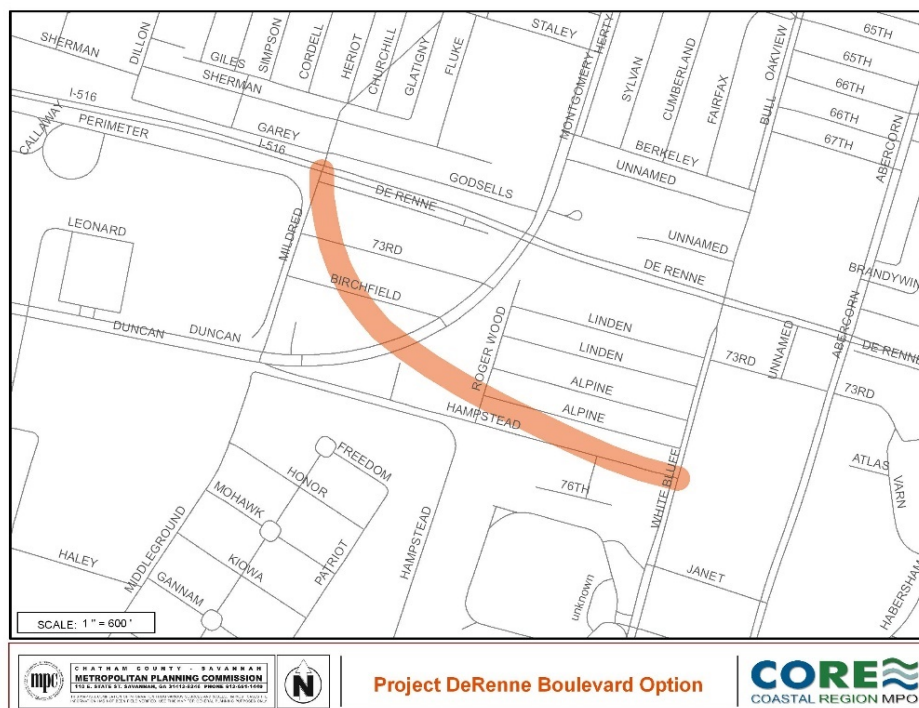 SHERMAN
DILLON
GILES
SIMPSON
CORDELL
HERIOT
CHURCHILL
GLATIGNY
FLUKE
STALEY
HERTY
MONTGOMERY
SYLVAN
CUMBERLAND
FAIRFAX
BULL
OAKVIEW
65TH
65TH
66TH
66TH
67TH
ABERCORN
SHERMAN
I-516
CALLAWAY
PERIMETER
GAREY
I-516
GODSELLS
BERKELEY
UNNAMED
DE RENNE
LEONARD
MILDRED
73RD
UNNAMED
DE RENNE
BRANDYWIN
BIRCHFIELD
DUNCAN
DUNCAN
ROGER WOOD
LINDEN
LINDEN
ALPINE
ALPINE
73RD
UNNAMED
ABERCORN
DE RENNE
73RD
HAMPSTEAD
FREEDOM
HONOR
MOHAWK
KIOWA
PATRIOT
GANNAM
MIDDLEGROUND
HALEY
HAMPSTEAD
76TH
WHITE BLUFF
ATLAS
VARN
unknown
JANET
HABERSHAM
SCALE: 1 " = 600 '
mpc
CHATHAM COUNTY - SAVANNAH
METROPOLITAN PLANNING COMMISSION
N
Project DeRenne Boulevard Option
CORE
COASTAL REGION MPO